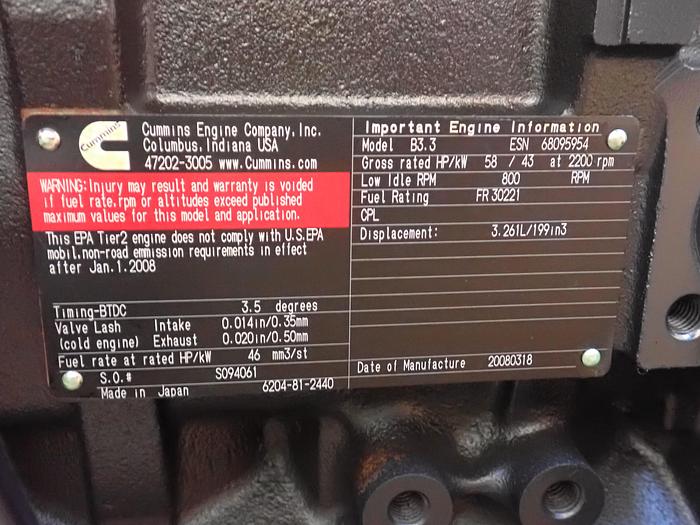 Cummins
Cummins Engine Company, Inc.
Columbus, Indiana USA
47202-3005 www.Cummins.com
WARNING: Injury may result and warranty is voided
if fuel rate, rpm or altitudes exceed published
maximum values for this model and application.
This EPA Tier2 engine does not comply with U.S.EPA
mobil.non-road emmission requirements in effect
after Jan.1.2008
Timing-BTDC 3.5 degrees
Valve Lash Intake 0.014in/0.35mm
(cold engine) Exhaust 0.020in/0.50mm
Fuel rate at rated HP/kW 46 mm3/st
S.O.# SO94061
Made in Japan 6204-81-2440
Important Engine Information
Model B3.3 ESN 68095954
Gross rated HP/kW 58 / 43 at 2200 rpm
Low Idle RPM 800 RPM
Fuel Rating FR30221
CPL
Displacement: 3.261L/199in3
Date of Manufacture 20080318